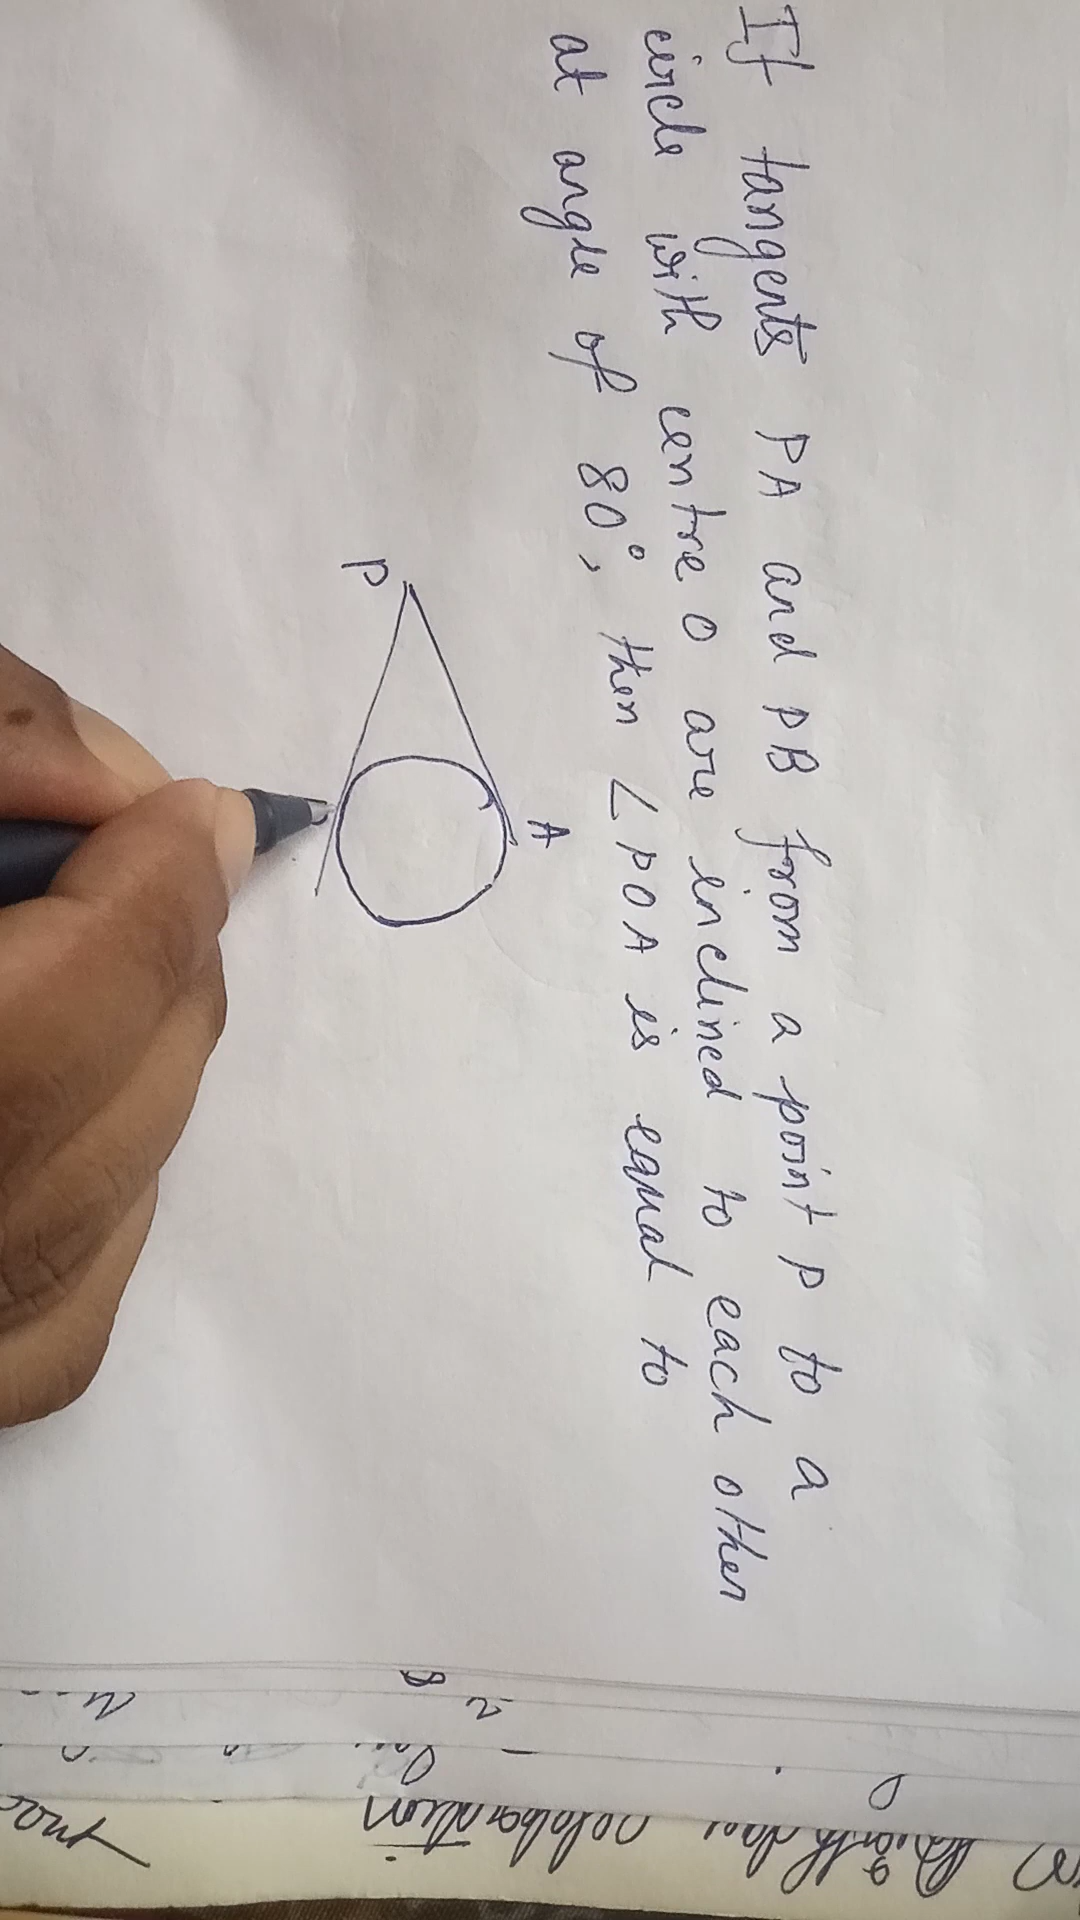 If tangents PA and PB from a point P to a
circle with centre O are inclined to each other
at angle of 80°, then ∠POA is equal to
P
A